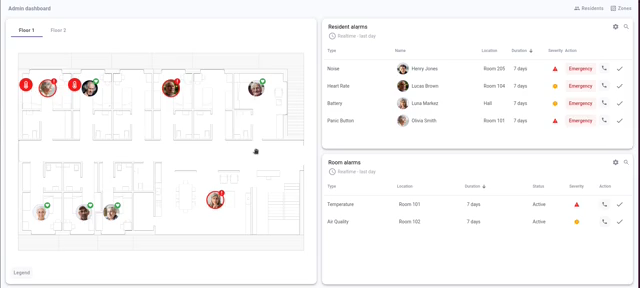 Admin dashboard
Residents
Zones
Floor 1
Floor 2
Legend
Resident alarms
Realtime - last day
Type Name Location Duration Severity Action
Noise Henry Jones Room 205 7 days Emergency
Heart Rate Lucas Brown Room 104 7 days Emergency
Battery Luna Markez Hall 7 days Emergency
Panic Button Olivia Smith Room 101 7 days Emergency
Room alarms
Realtime - last day
Type Location Duration Status Severity Action
Temperature Room 101 7 days Active
Air Quality Room 102 7 days Active